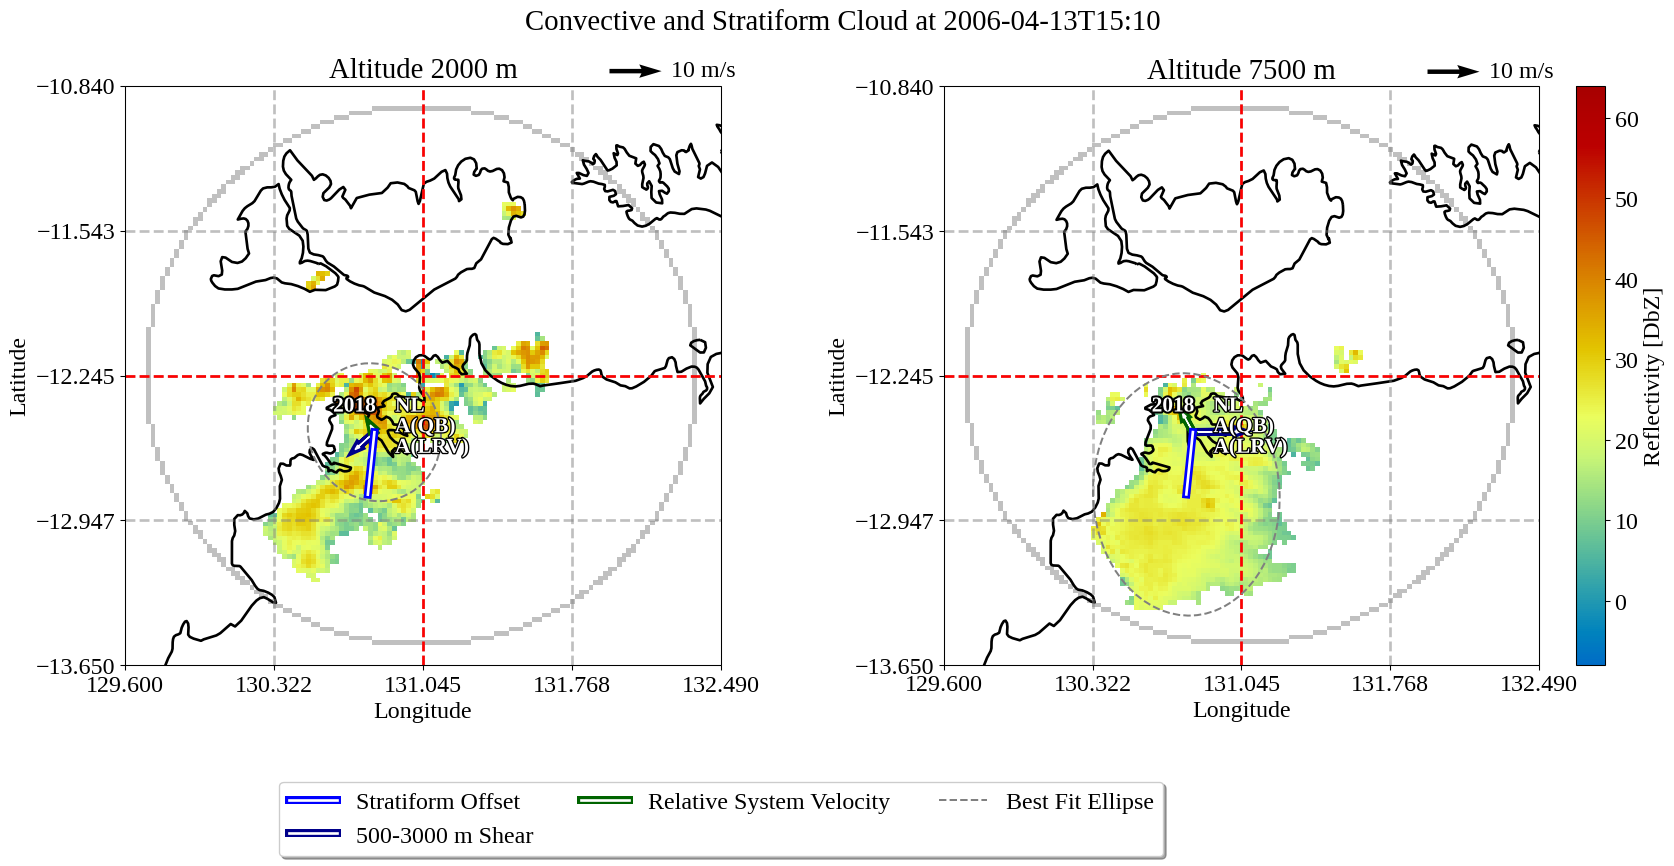 Convective and Stratiform Cloud at 2006-04-13T15:10
Altitude 2000 m
10 m/s
Latitude
−10.840
−11.543
−12.245
−12.947
−13.650
129.600
130.322
131.045
131.768
132.490
Longitude
2018
NL
A(QB)
A(LRV)
Altitude 7500 m
10 m/s
Latitude
−10.840
−11.543
−12.245
−12.947
−13.650
129.600
130.322
131.045
131.768
132.490
Longitude
2018
NL
A(QB)
A(LRV)
60
50
40
30
20
10
0
Reflectivity [DbZ]
Stratiform Offset
500-3000 m Shear
Relative System Velocity
Best Fit Ellipse